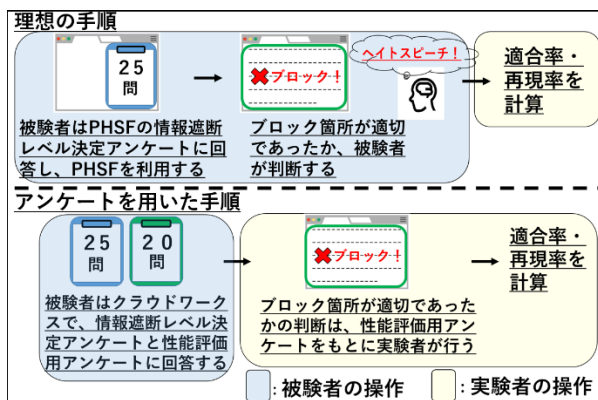 理想の手順
25
問
ブロック！
ヘイトスピーチ！
適合率・
再現率を
計算
被験者はPHSFの情報遮断
レベル決定アンケートに回
答し、PHSFを利用する
ブロック箇所が適切
であったか、被験者
が判断する
アンケートを用いた手順
25
問
20
問
ブロック！
適合率・
再現率を
計算
被験者はクラウドワーク
スで、情報遮断レベル決
定アンケートと性能評価
用アンケートに回答する
ブロック箇所が適切であった
かの判断は、性能評価用アン
ケートをもとに実験者が行う
：被験者の操作
：実験者の操作